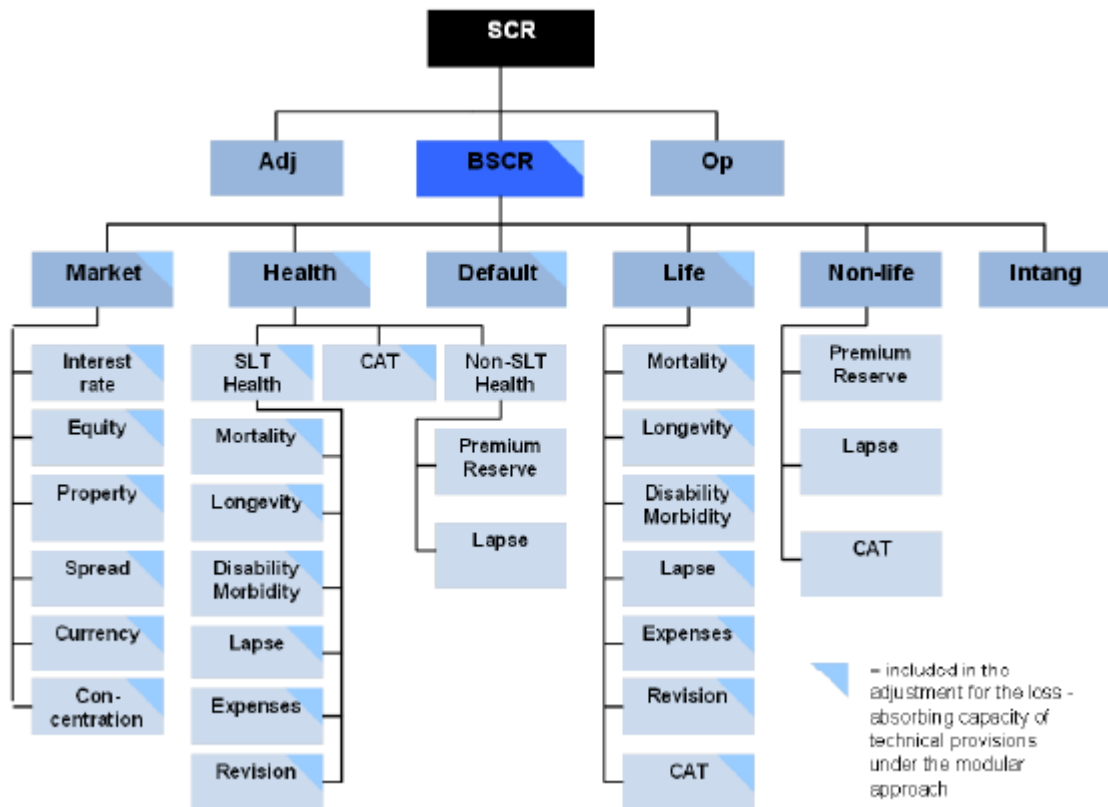 SCR
Adj
BSCR
Op
Market
Health
Default
Life
Non-life
Intang
Interest
rate
Equity
Property
Spread
Currency
Con-
centration
SLT
Health
CAT
Non-SLT
Health
Mortality
Longevity
Disability
Morbidity
Lapse
Expenses
Revision
Premium
Reserve
Lapse
Mortality
Longevity
Disability
Morbidity
Lapse
Expenses
Revision
CAT
Premium
Reserve
Lapse
CAT
= included in the
adjustment for the loss -
absorbing capacity of
technical provisions
under the modular
approach